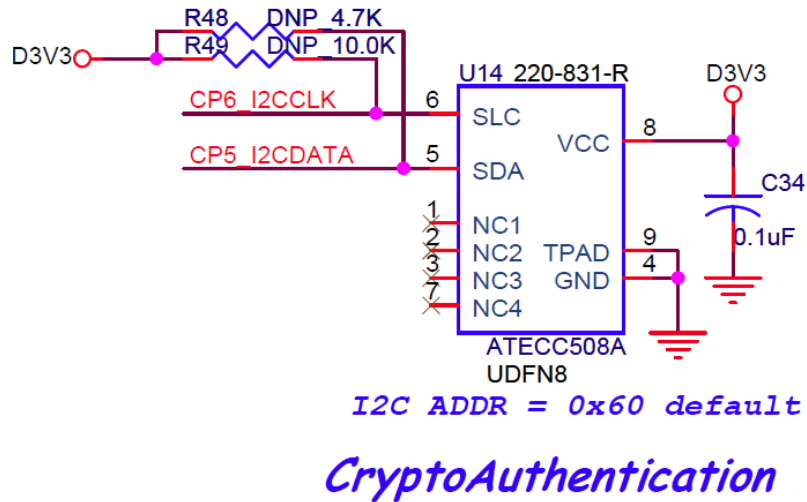 R48 DNP_4.7K
R49 DNP_10.0K
D3V3
U14 220-831-R
D3V3
CP6_I2CCLK
6
SLC
VCC
8
CP5_I2CDATA
5
SDA
C34
0.1uF
1
NC1
2
NC2
TPAD
9
3
NC3
GND
4
7
NC4
ATECC508A
UDFN8
I2C ADDR = 0x60 default
CryptoAuthentication